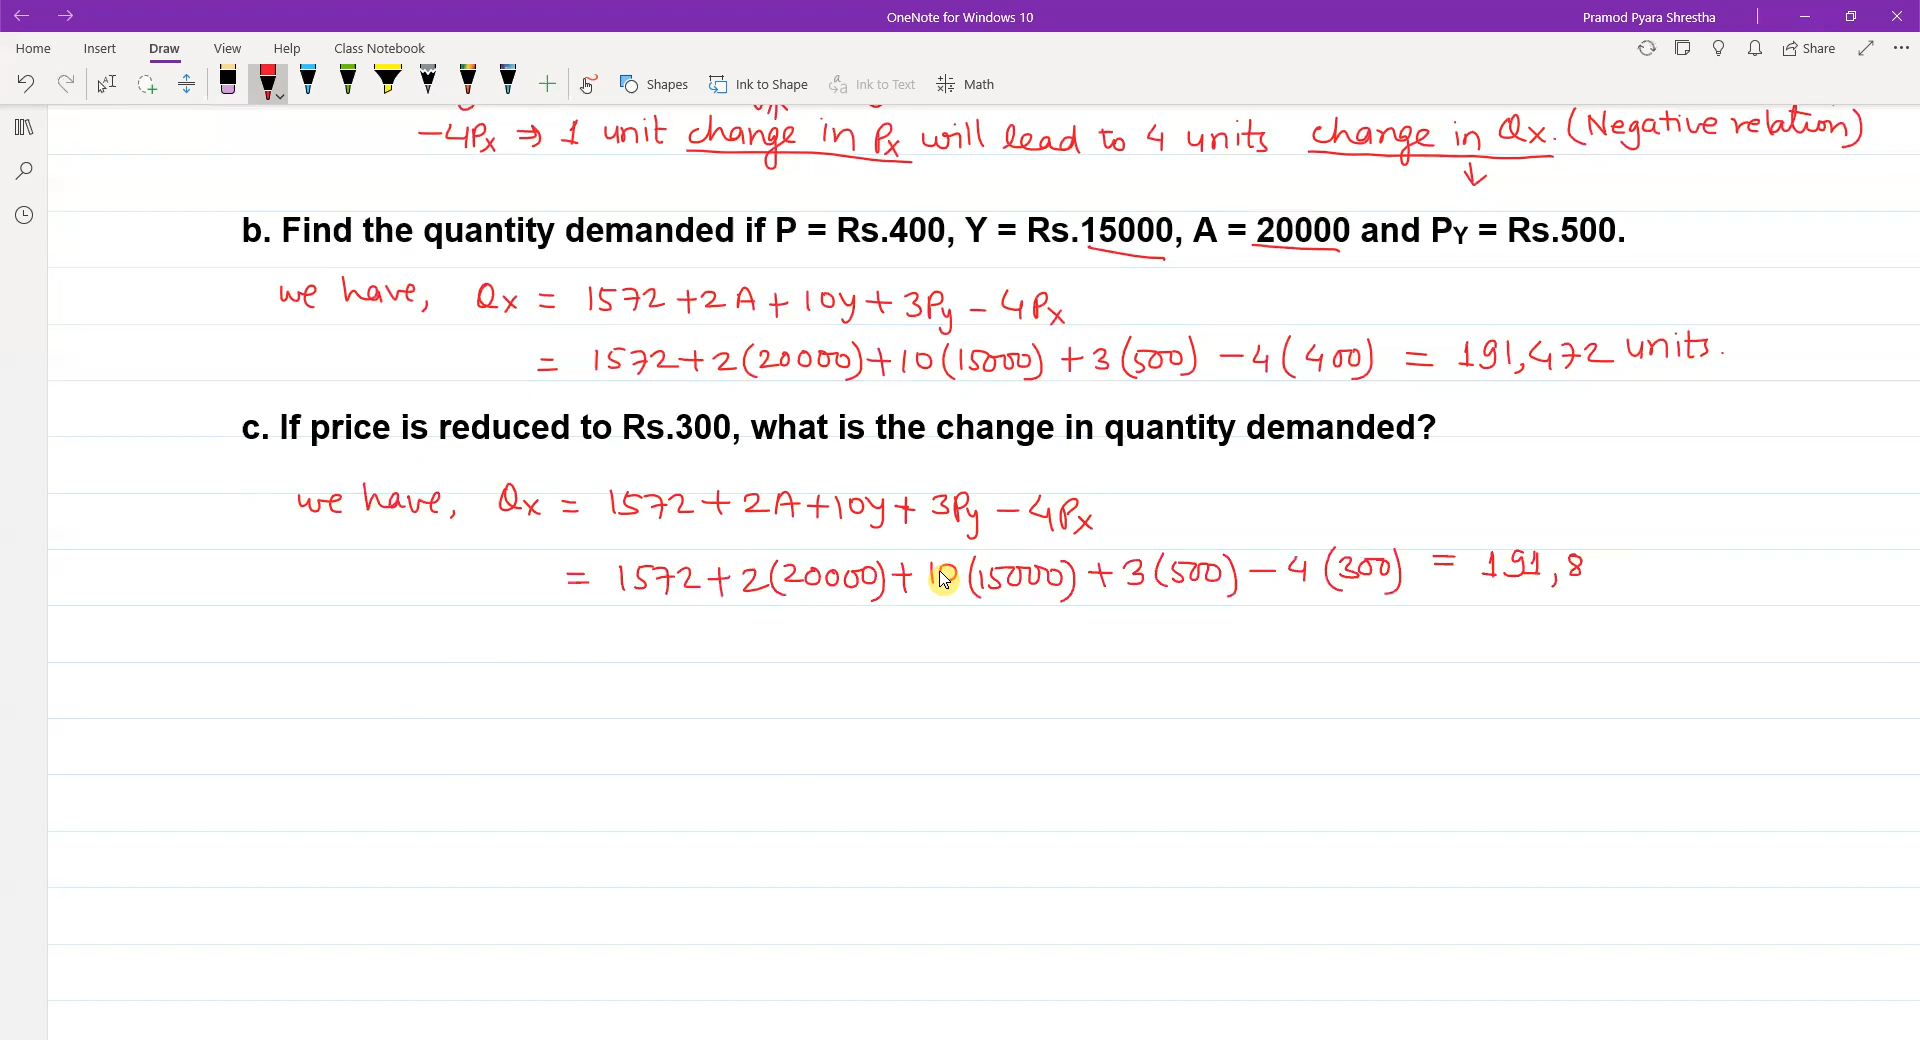 OneNote for Windows 10
Pramod Pyara Shrestha
Home Insert Draw View Help Class Notebook
Share
Shapes Ink to Shape Ink to Text Math
-4Px ⇒ 1 unit change in Px will lead to 4 units change in Qx. (Negative relation)
b. Find the quantity demanded if P = Rs.400, Y = Rs.15000, A = 20000 and PY = Rs.500.
we have, Qx = 1572 + 2A + 10y + 3Py - 4Px
= 1572 + 2(20000) + 10(15000) + 3(500) - 4(400) = 191,472 units.
c. If price is reduced to Rs.300, what is the change in quantity demanded?
we have, Qx = 1572 + 2A + 10y + 3Py - 4Px
= 1572 + 2(20000) + 10(15000) + 3(500) - 4(300) = 191,8